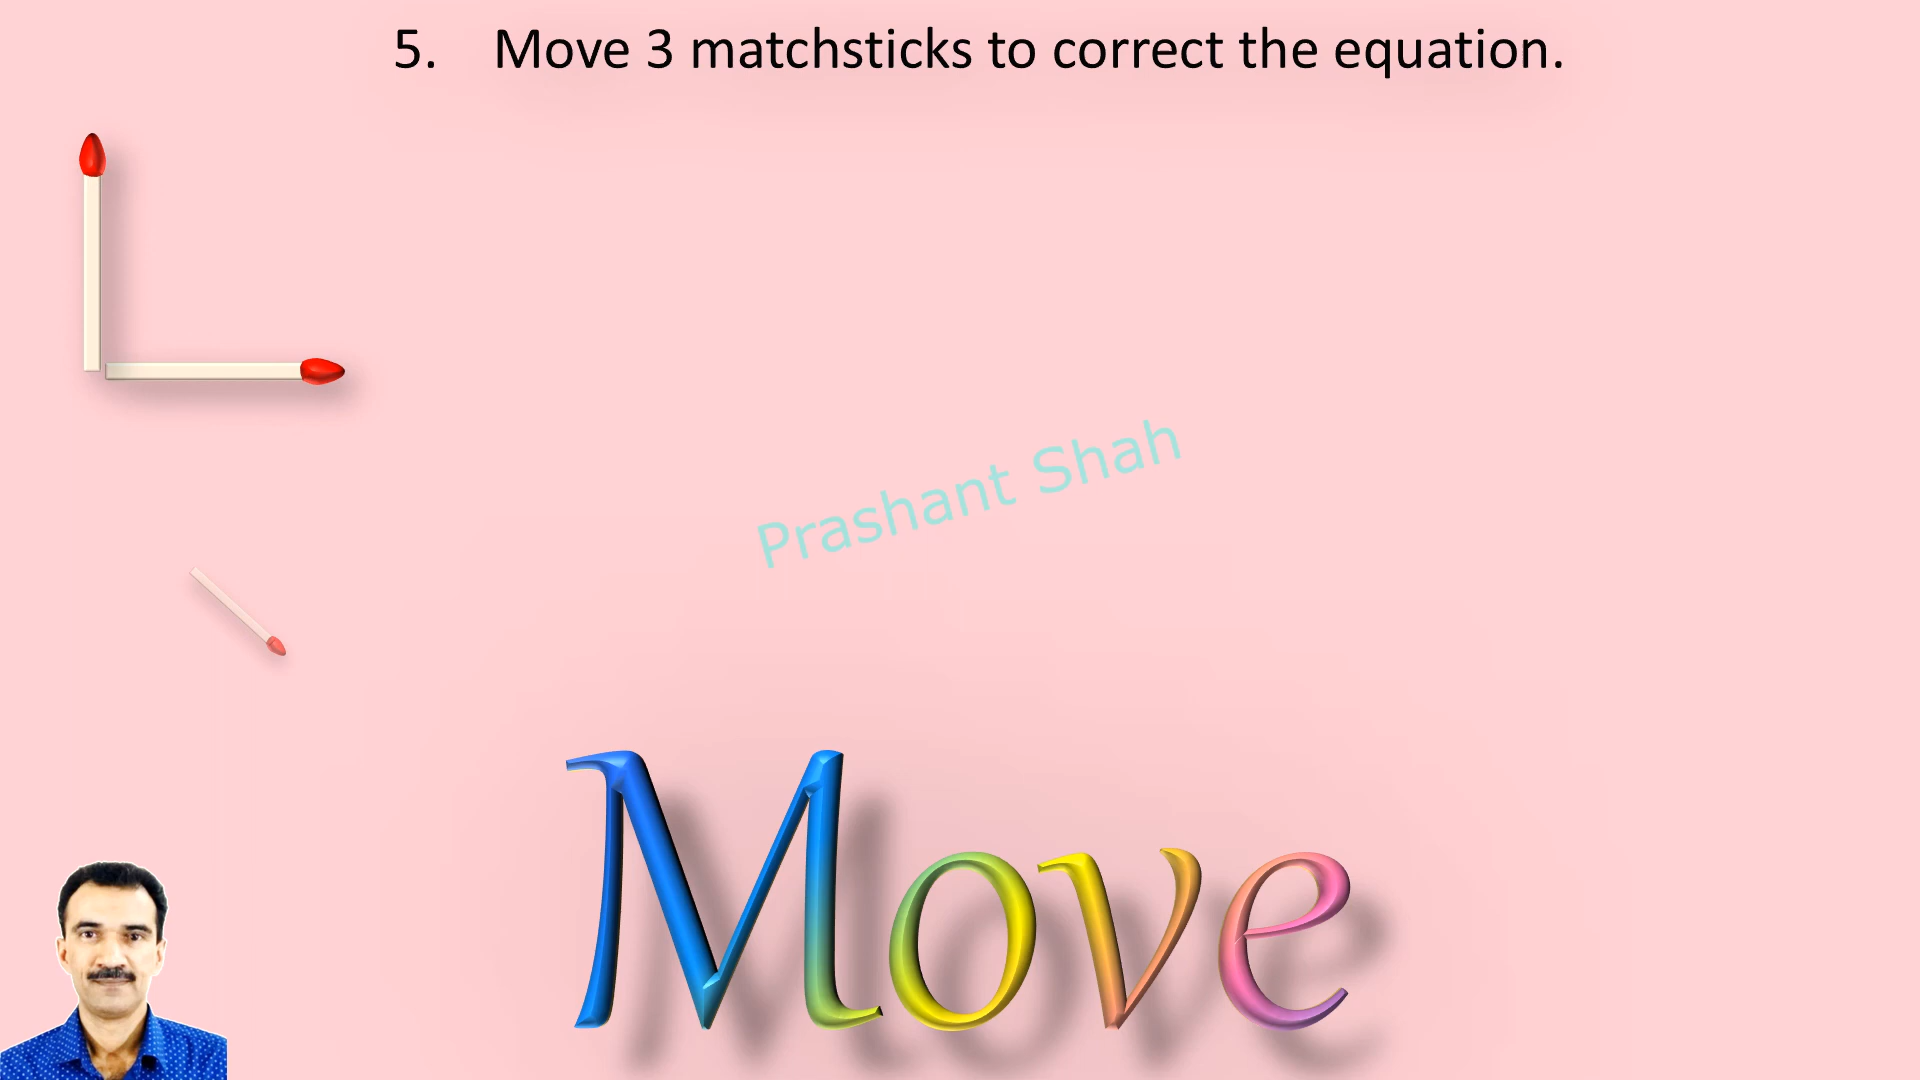 5. Move 3 matchsticks to correct the equation.
Prashant Shah
Move